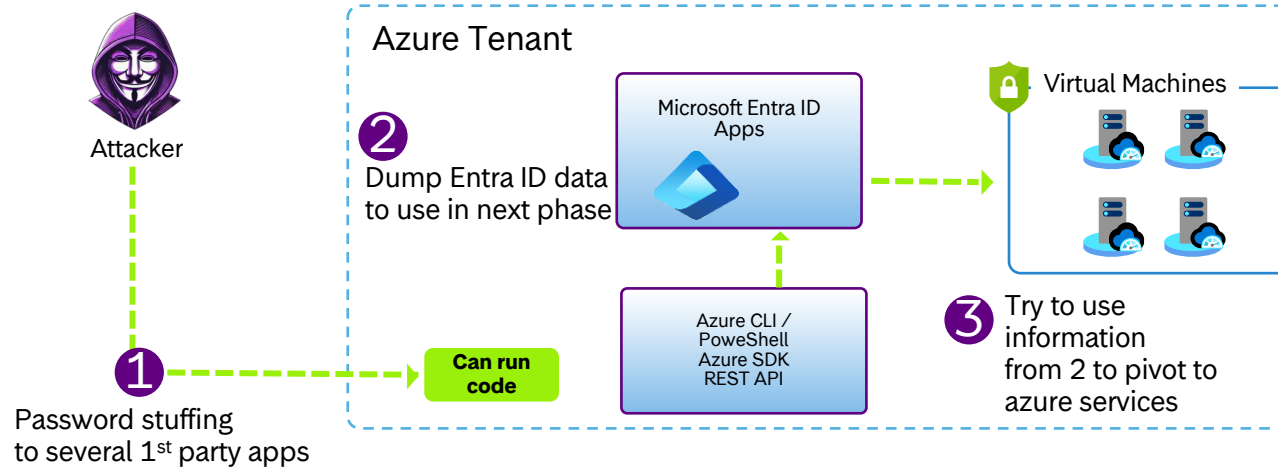 Azure Tenant
Attacker
2
Dump Entra ID data
to use in next phase
Microsoft Entra ID
Apps
Virtual Machines
1
Password stuffing
to several 1st party apps
Can run
code
Azure CLI /
PoweShell
Azure SDK
REST API
3
Try to use
information
from 2 to pivot to
azure services